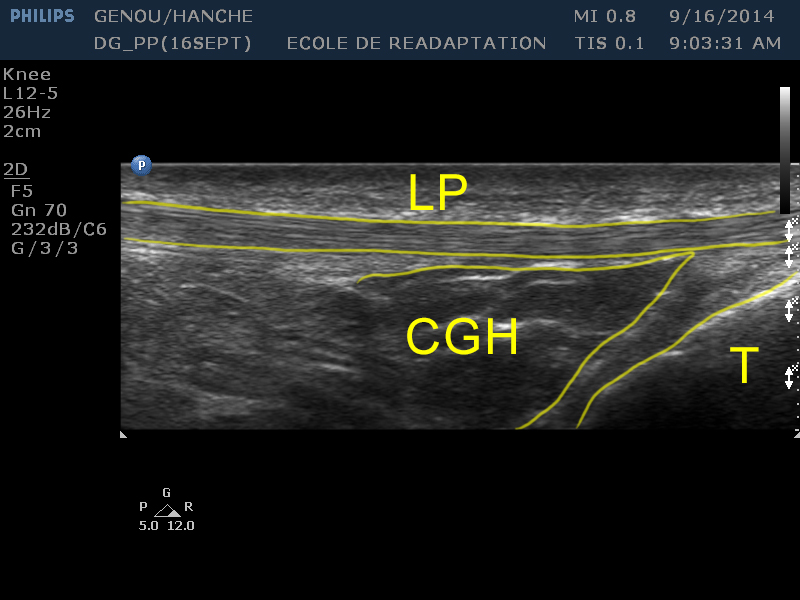 PHILIPS GENOU/HANCHE MI 0.8 9/16/2014
DG_PP(16SEPT) ECOLE DE READAPTATION TIS 0.1 9:03:31 AM
Knee
L12-5
26Hz
2cm
2D
F5
Gn 70
232dB/C6
G/3/3
P
LP
CGH
T
G
P R
5.0 12.0